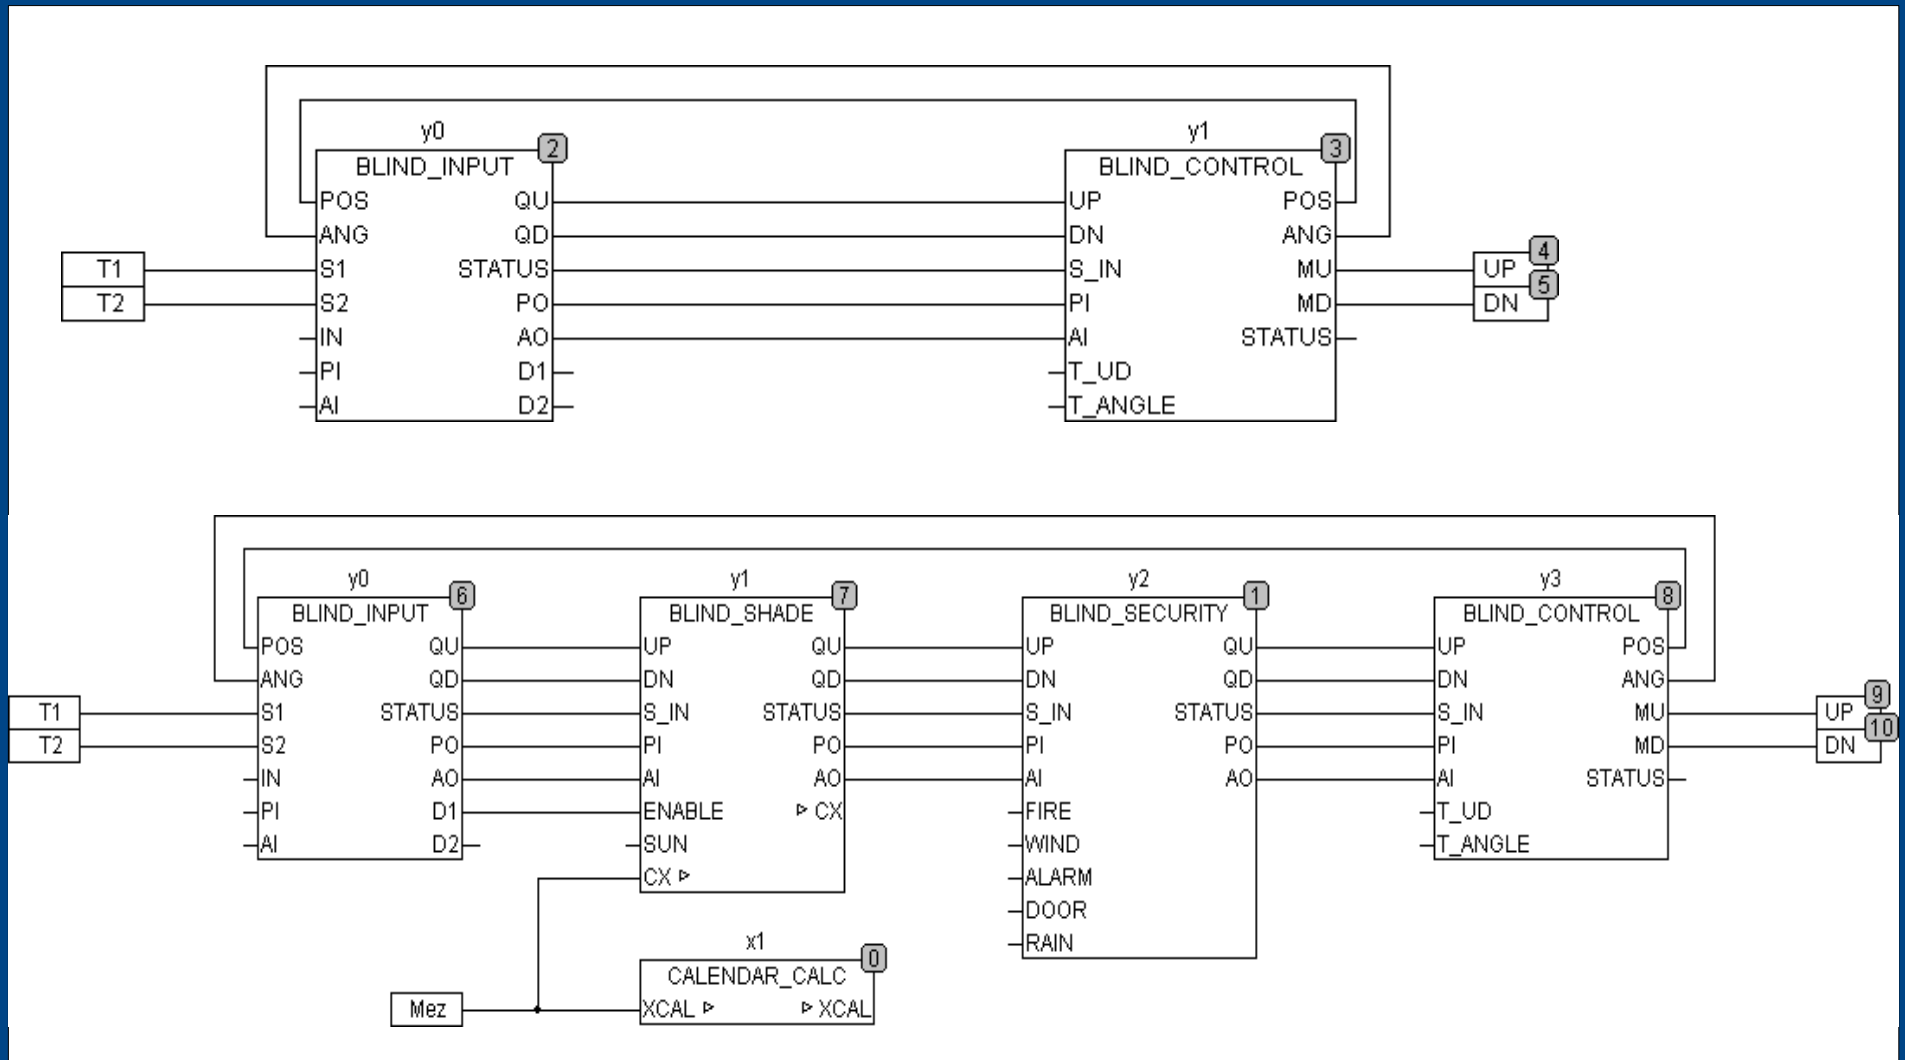 y0
2
BLIND_INPUT
POS QU
ANG QD
S1 STATUS
S2 PO
IN AO
PI D1
AI D2
T1
T2
y1
3
BLIND_CONTROL
UP POS
DN ANG
S_IN MU
PI MD
AI STATUS
T_UD
T_ANGLE
4
UP
5
DN
y0
6
BLIND_INPUT
POS QU
ANG QD
S1 STATUS
S2 PO
IN AO
PI D1
AI D2
T1
T2
y1
7
BLIND_SHADE
UP QU
DN QD
S_IN STATUS
PI PO
AI AO
ENABLE CX
SUN
CX
y2
1
BLIND_SECURITY
UP QU
DN QD
S_IN STATUS
PI PO
AI AO
FIRE
WIND
ALARM
DOOR
RAIN
y3
8
BLIND_CONTROL
UP POS
DN ANG
S_IN MU
PI MD
AI STATUS
T_UD
T_ANGLE
9
UP
10
DN
x1
0
CALENDAR_CALC
XCAL XCAL
Mez